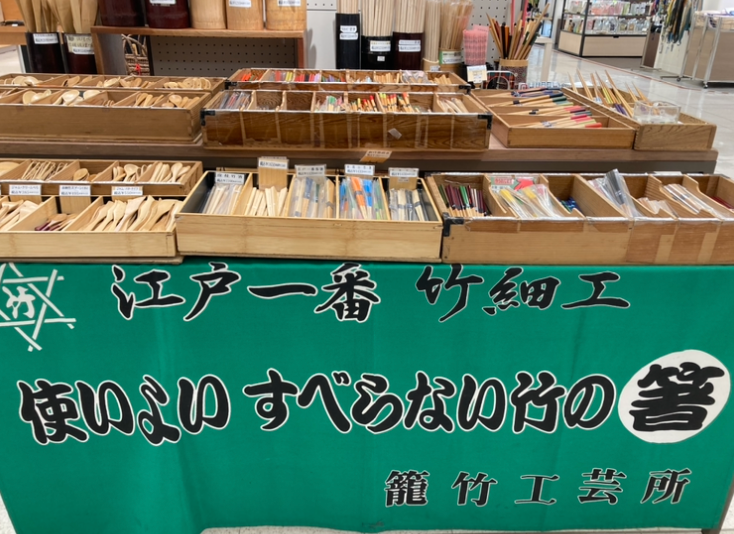 竹
江戸一番 竹細工
使いよい すべらない竹の箸
籠竹工芸所